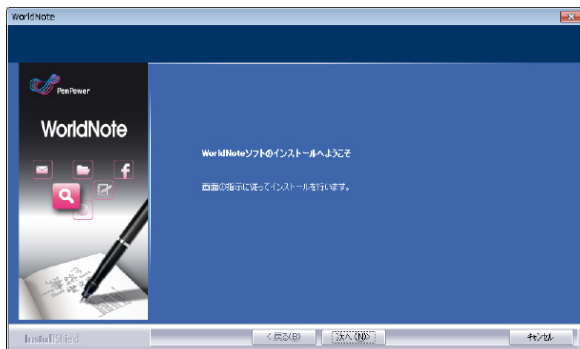 WorldNote
PenPower
WorldNote
WorldNoteソフトのインストールへようこそ
画面の指示に従ってインストールを行います。
InstallShield
< 戻る(B)
次へ(N)>
キャンセル